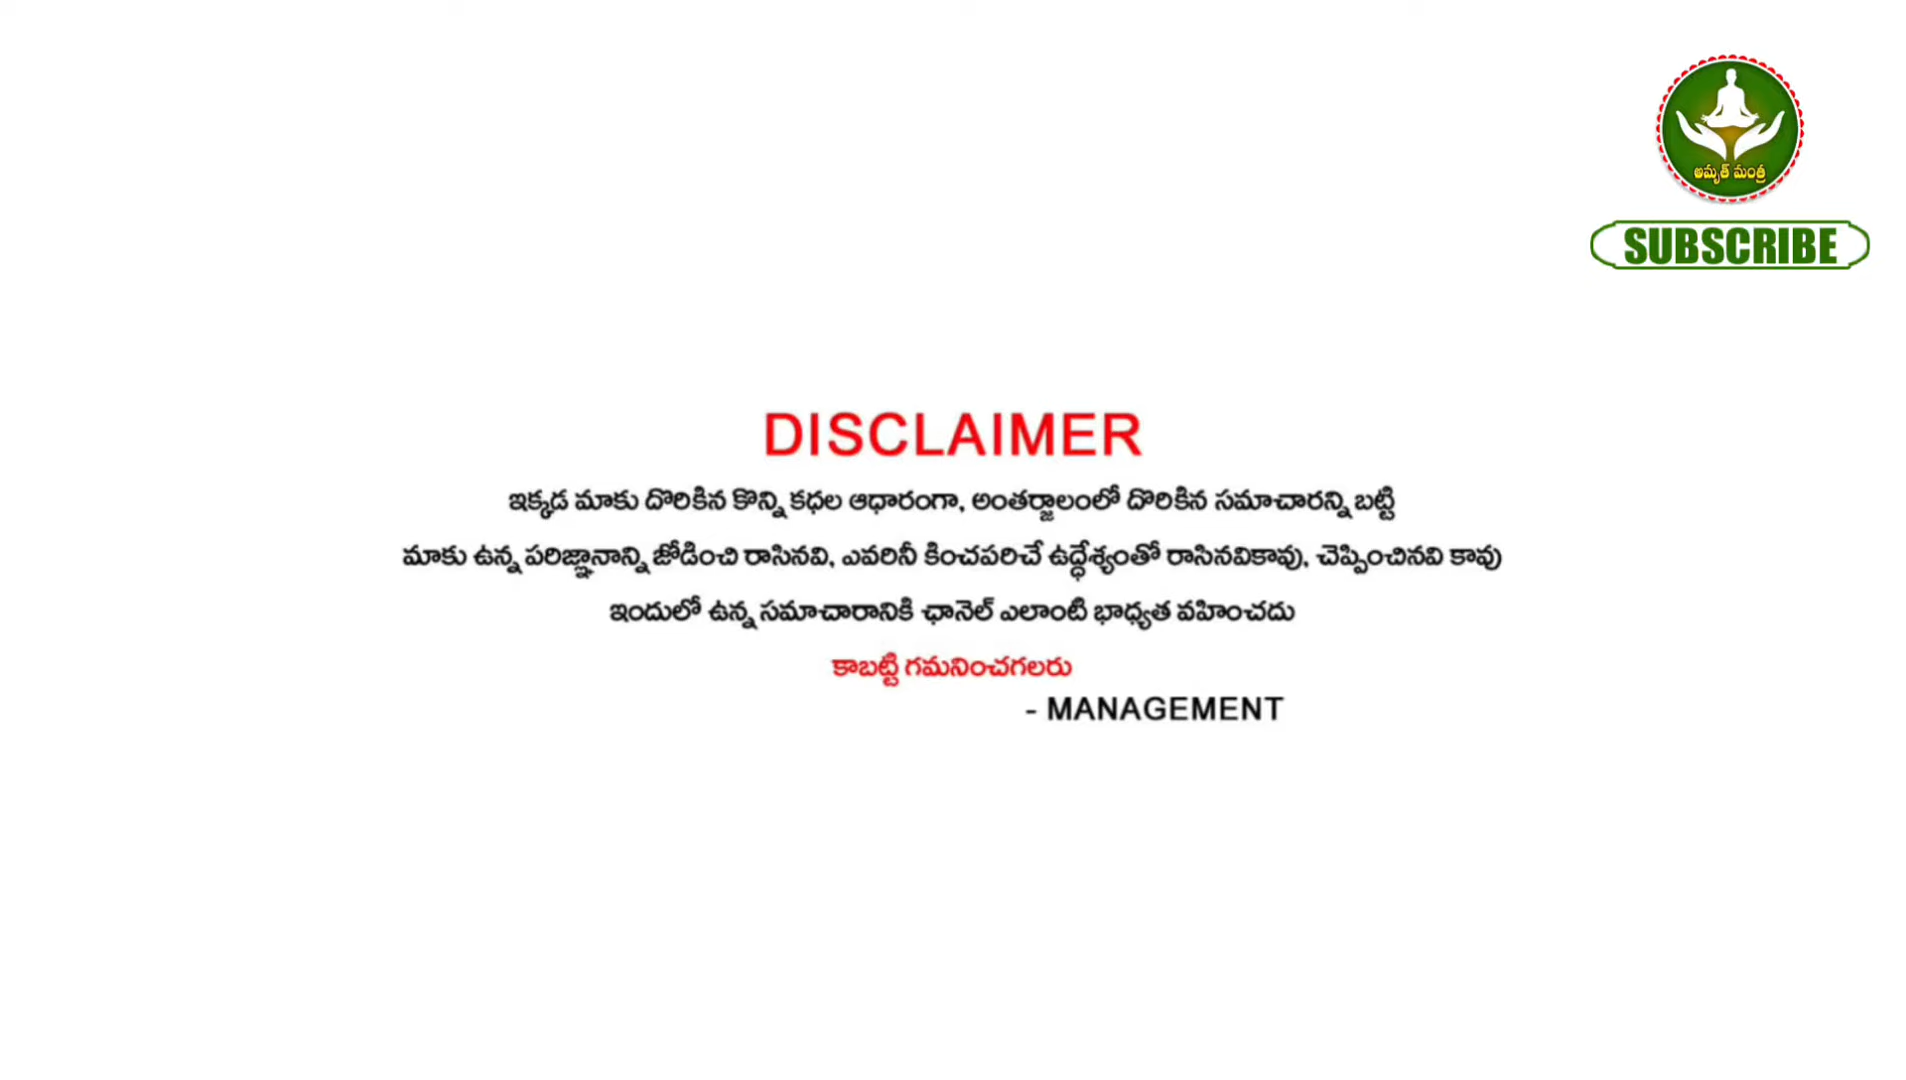 అమృత్ మంత్ర
SUBSCRIBE
DISCLAIMER
ఇక్కడ మాకు దొరికిన కొన్ని కధల ఆధారంగా, అంతర్జాలంలో దొరికిన సమాచారన్ని బట్టి
మాకు ఉన్న పరిజ్ఞానాన్ని జోడించి రాసినవి, ఎవరినీ కించపరిచే ఉద్ధేశ్యంతో రాసినవికావు, చెప్పించినవి కావు
ఇందులో ఉన్న సమాచారానికి ఛానెల్ ఎలాంటి భాధ్యత వహించదు
కాబట్టి గమనించగలరు
- MANAGEMENT